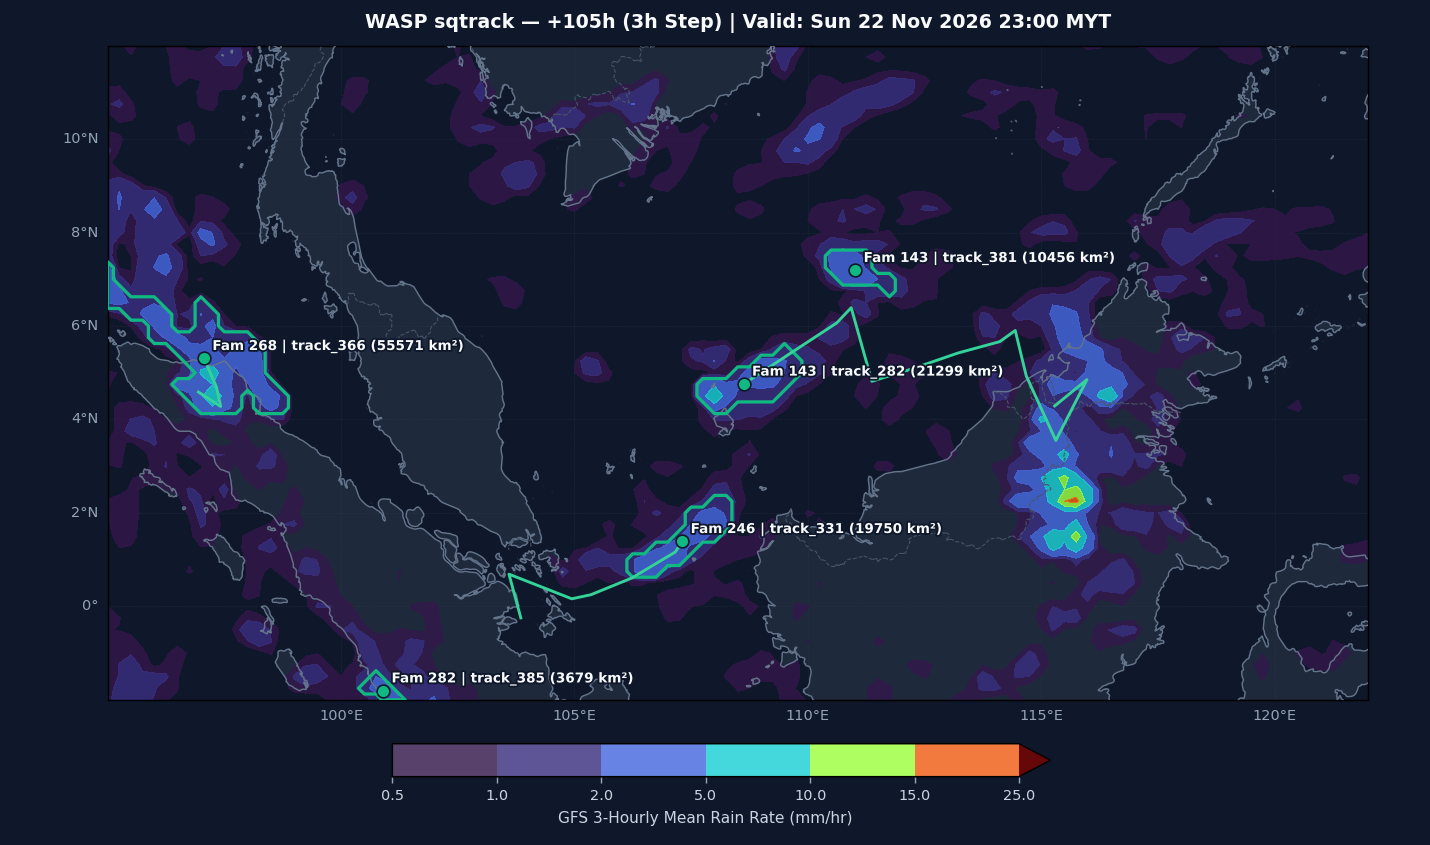 WASP sqtrack — +105h (3h Step) | Valid: Sun 22 Nov 2026 23:00 MYT
10°N
8°N
6°N
4°N
2°N
0°
Fam 143 | track_381 (10456 km²)
Fam 268 | track_366 (55571 km²)
Fam 143 | track_282 (21299 km²)
Fam 246 | track_331 (19750 km²)
Fam 282 | track_385 (3679 km²)
100°E 105°E 110°E 115°E 120°E
0.5 1.0 2.0 5.0 10.0 15.0 25.0
GFS 3-Hourly Mean Rain Rate (mm/hr)